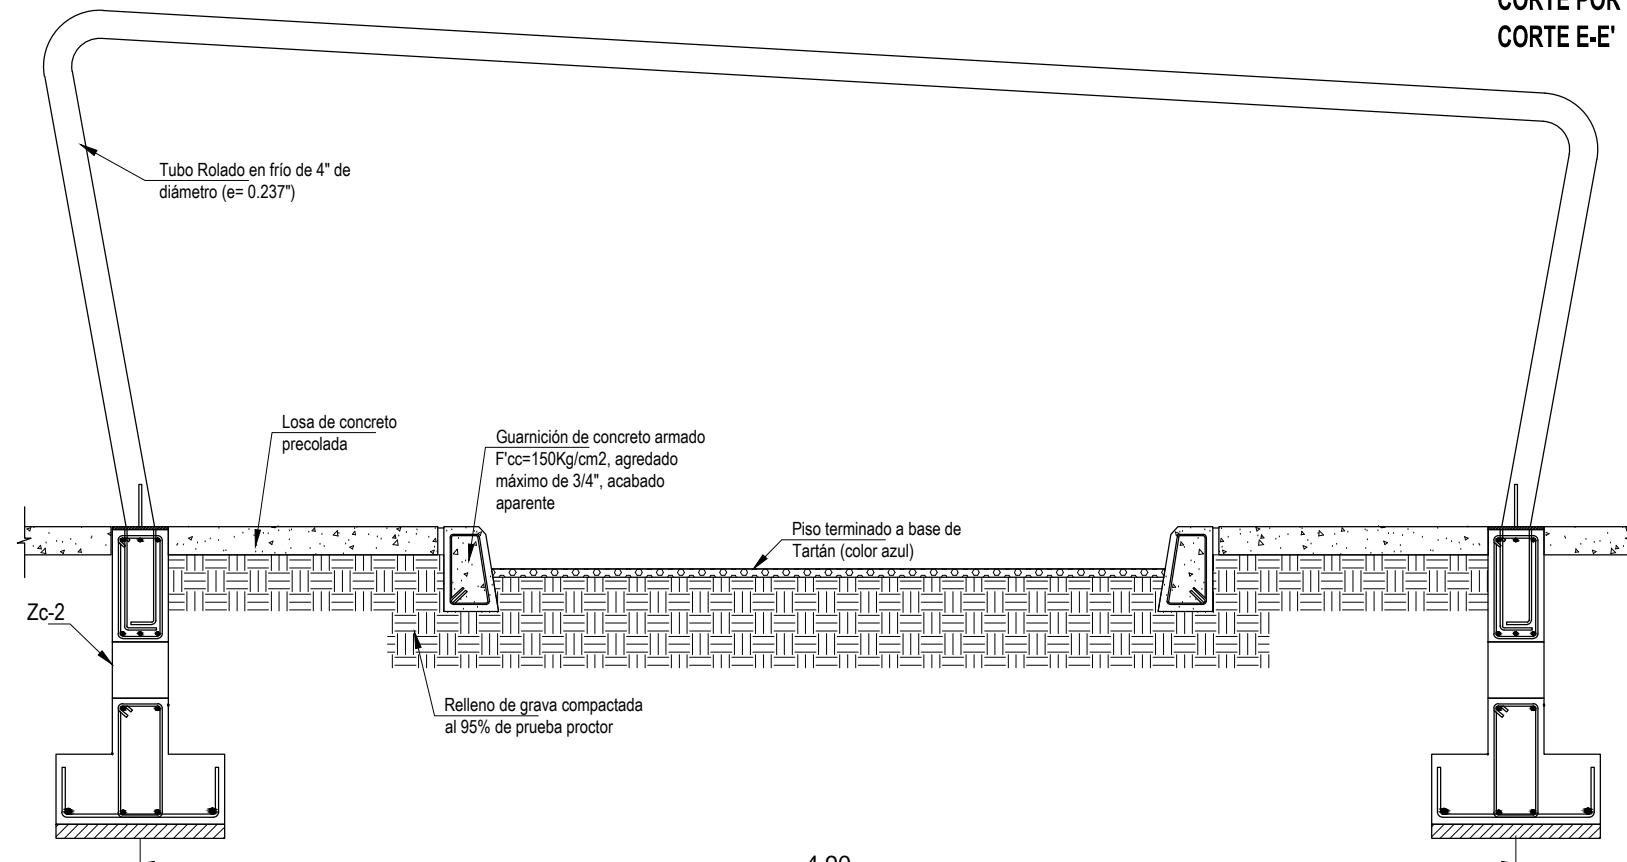 CORTE POR
CORTE E-E'
Tubo Rolado en frío de 4" de
diámetro (e= 0.237")
Losa de concreto
precolada
Guarnición de concreto armado
F'cc=150Kg/cm2, agredado
máximo de 3/4", acabado
aparente
Piso terminado a base de
Tartán (color azul)
Zc-2
Relleno de grava compactada
al 95% de prueba proctor